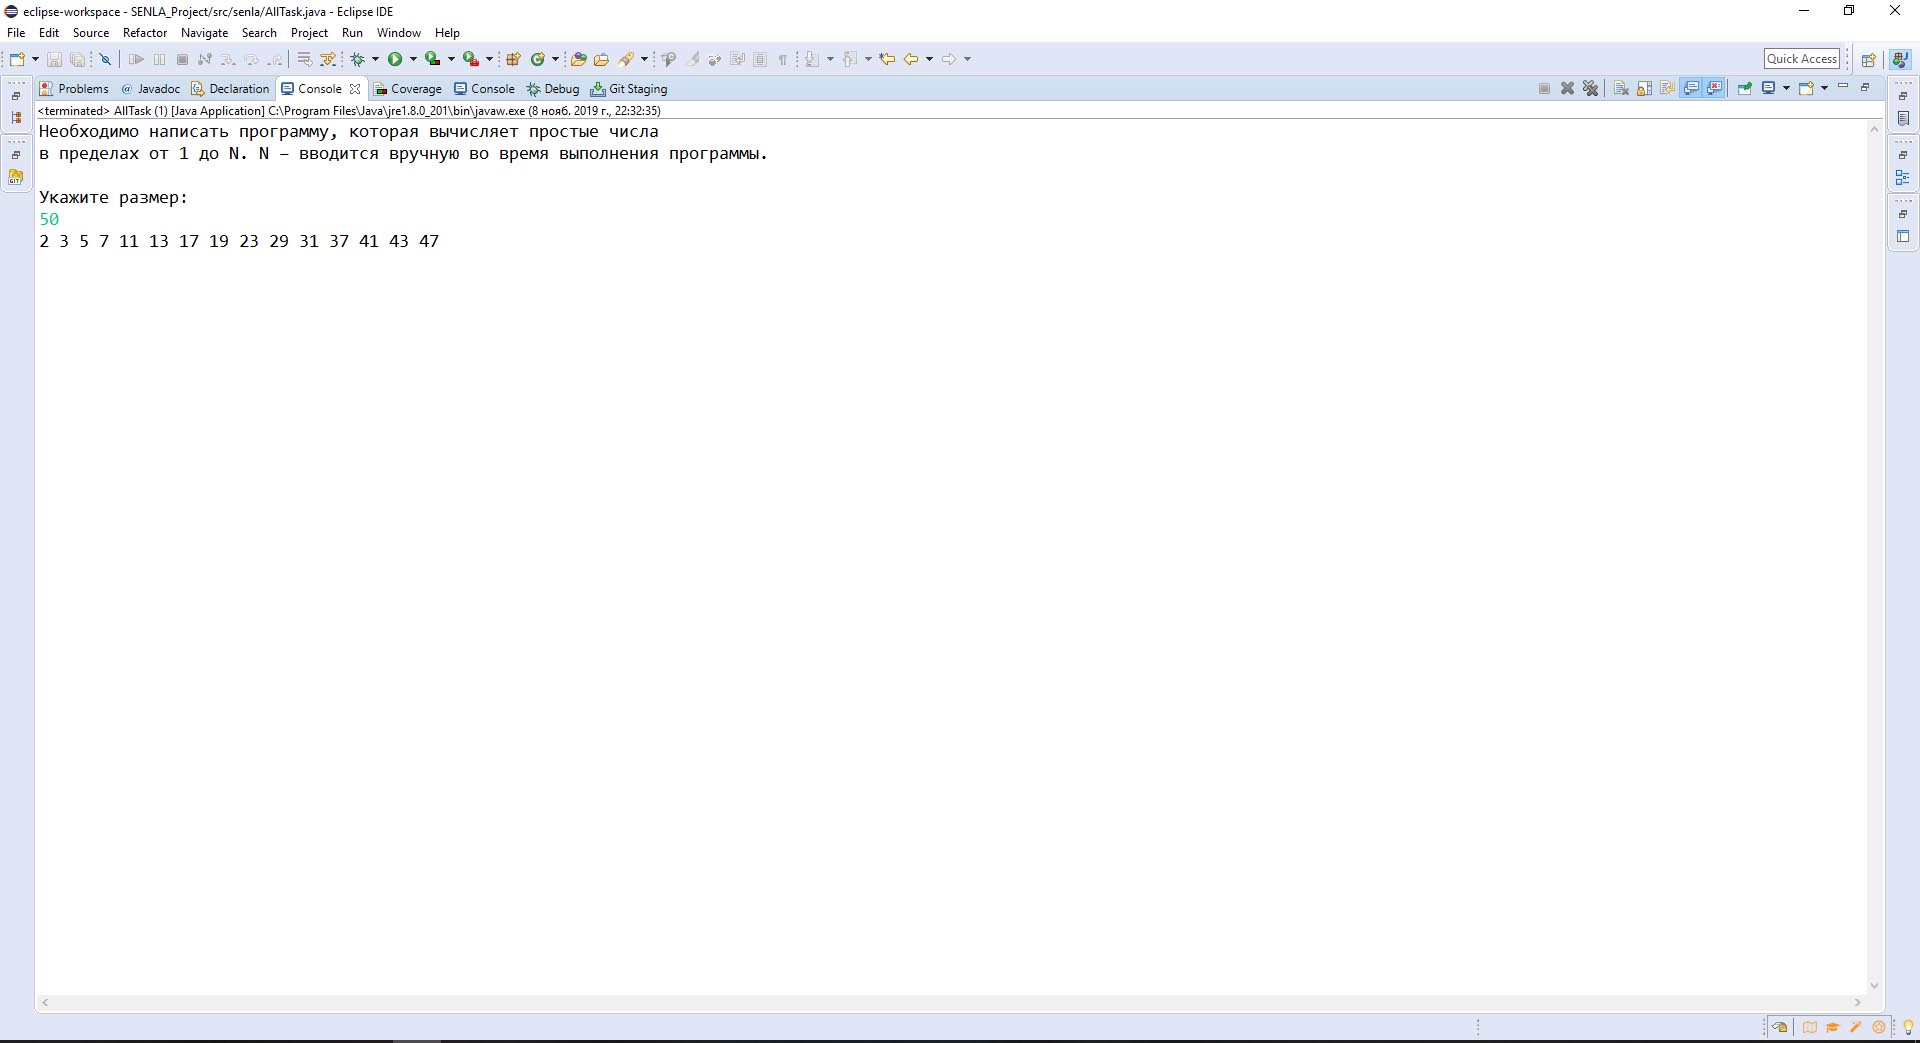 eclipse-workspace - SENLA_Project/src/senla/AllTask.java - Eclipse IDE
File Edit Source Refactor Navigate Search Project Run Window Help
Quick Access
Problems @ Javadoc Declaration Console Coverage Console Debug Git Staging
<terminated> AllTask (1) [Java Application] C:\Program Files\Java\jre1.8.0_201\bin\javaw.exe (8 нояб. 2019 г., 22:32:35)
Необходимо написать программу, которая вычисляет простые числа
в пределах от 1 до N. N – вводится вручную во время выполнения программы.
Укажите размер:
50
2 3 5 7 11 13 17 19 23 29 31 37 41 43 47